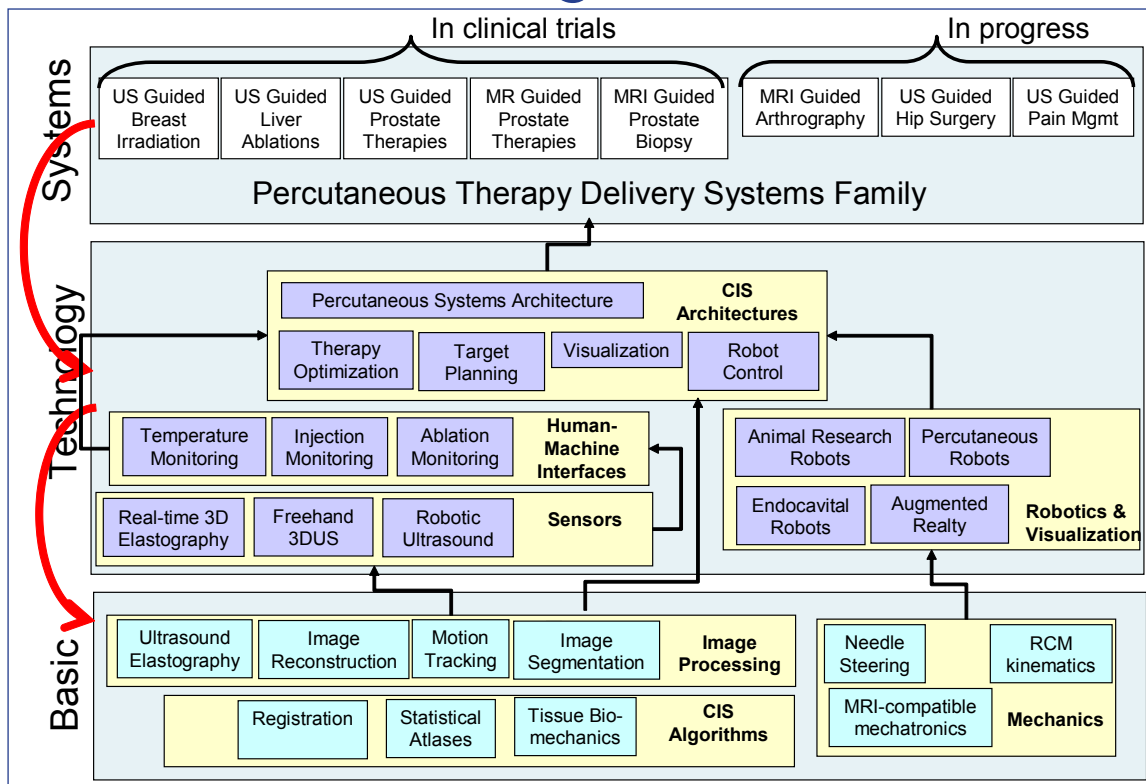 In clinical trials
In progress
Systems
US Guided
Breast
Irradiation
US Guided
Liver
Ablations
US Guided
Prostate
Therapies
MR Guided
Prostate
Therapies
MRI Guided
Prostate
Biopsy
MRI Guided
Arthrography
US Guided
Hip Surgery
US Guided
Pain Mgmt
Percutaneous Therapy Delivery Systems Family
Technology
Percutaneous Systems Architecture
CIS
Architectures
Therapy
Optimization
Target
Planning
Visualization
Robot
Control
Temperature
Monitoring
Injection
Monitoring
Ablation
Monitoring
Human-
Machine
Interfaces
Real-time 3D
Elastography
Freehand
3DUS
Robotic
Ultrasound
Sensors
Animal Research
Robots
Percutaneous
Robots
Endocavital
Robots
Augmented
Realty
Robotics &
Visualization
Basic
Ultrasound
Elastography
Image
Reconstruction
Motion
Tracking
Image
Segmentation
Image
Processing
Registration
Statistical
Atlases
Tissue Bio-
mechanics
CIS
Algorithms
Needle
Steering
RCM
kinematics
MRI-compatible
mechatronics
Mechanics